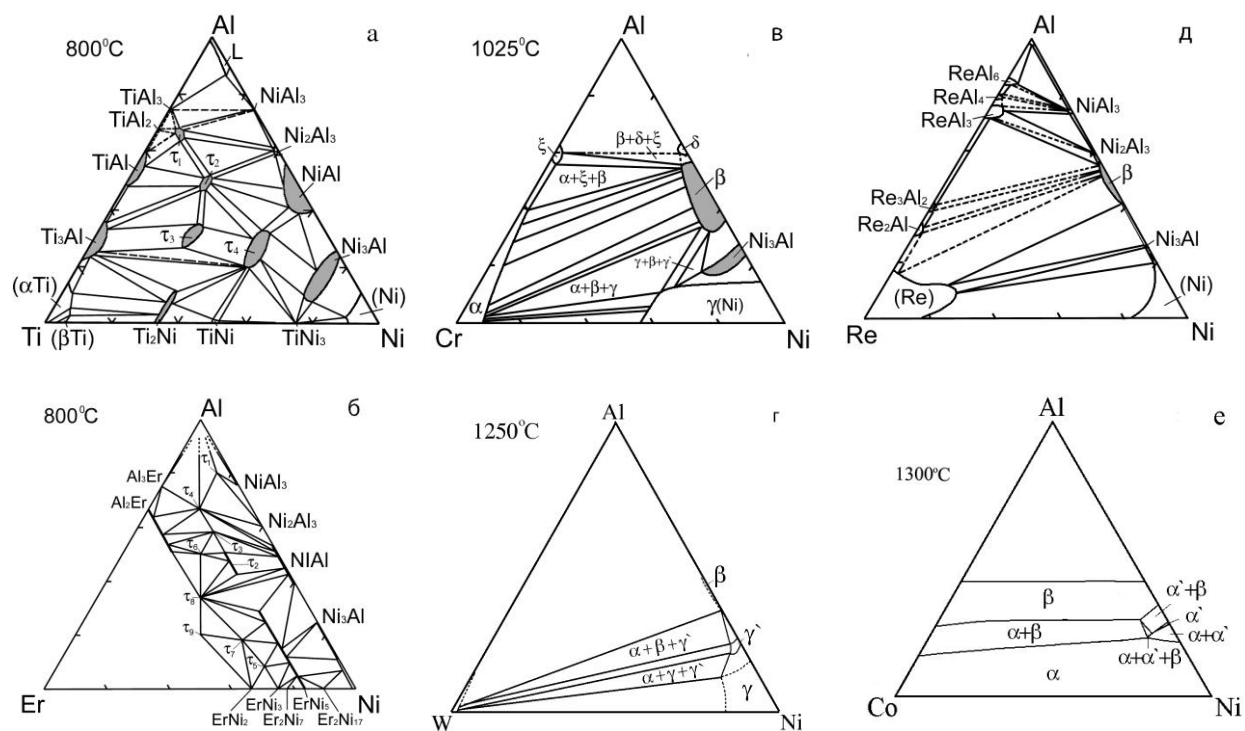 Al
800⁰C
а
L
TiAl₃
NiAl₃
TiAl₂
Ni₂Al₃
τ₁
τ₂
TiAl
NiAl
Ti₃Al
τ₃
τ₄
Ni₃Al
(αTi)
(Ni)
Ti
(βTi)
Ti₂Ni
TiNi
TiNi₃
Ni
Al
1025⁰C
в
ξ
β+δ+ξ
δ
α+ξ+β
β
Ni₃Al
γ+β+γ`
α+β+γ
α
γ(Ni)
Cr
Ni
Al
д
ReAl₆
ReAl₄
NiAl₃
ReAl₃
Ni₂Al₃
β
Re₃Al₂
Re₂Al
Ni₃Al
(Re)
(Ni)
Re
Ni
Al
800⁰C
б
τ₁
Al₃Er
NiAl₃
Al₂Er
τ₄
Ni₂Al₃
τ₆
τ₃
NIAl
τ₂
τ₈
Ni₃Al
τ₉
τ₇
τ₅
Er
ErNi₃
ErNi₅
Ni
ErNi₂
Er₂Ni₇
Er₂Ni₁₇
Al
1250°C
г
β
γ`
α+β+γ`
α+γ+γ`
γ
W
Ni
Al
е
1300°C
α`+β
β
α`
α+β
α+α`
α+α`+β
α
Co
Ni